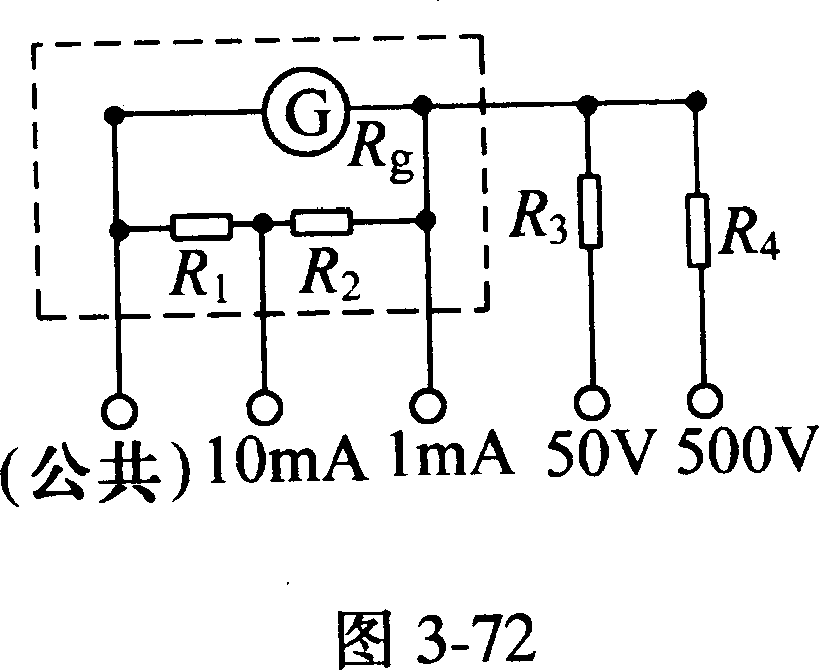 G
Rg
R3
R4
R1
R2
(公共) 10mA 1mA 50V 500V
图 3-72